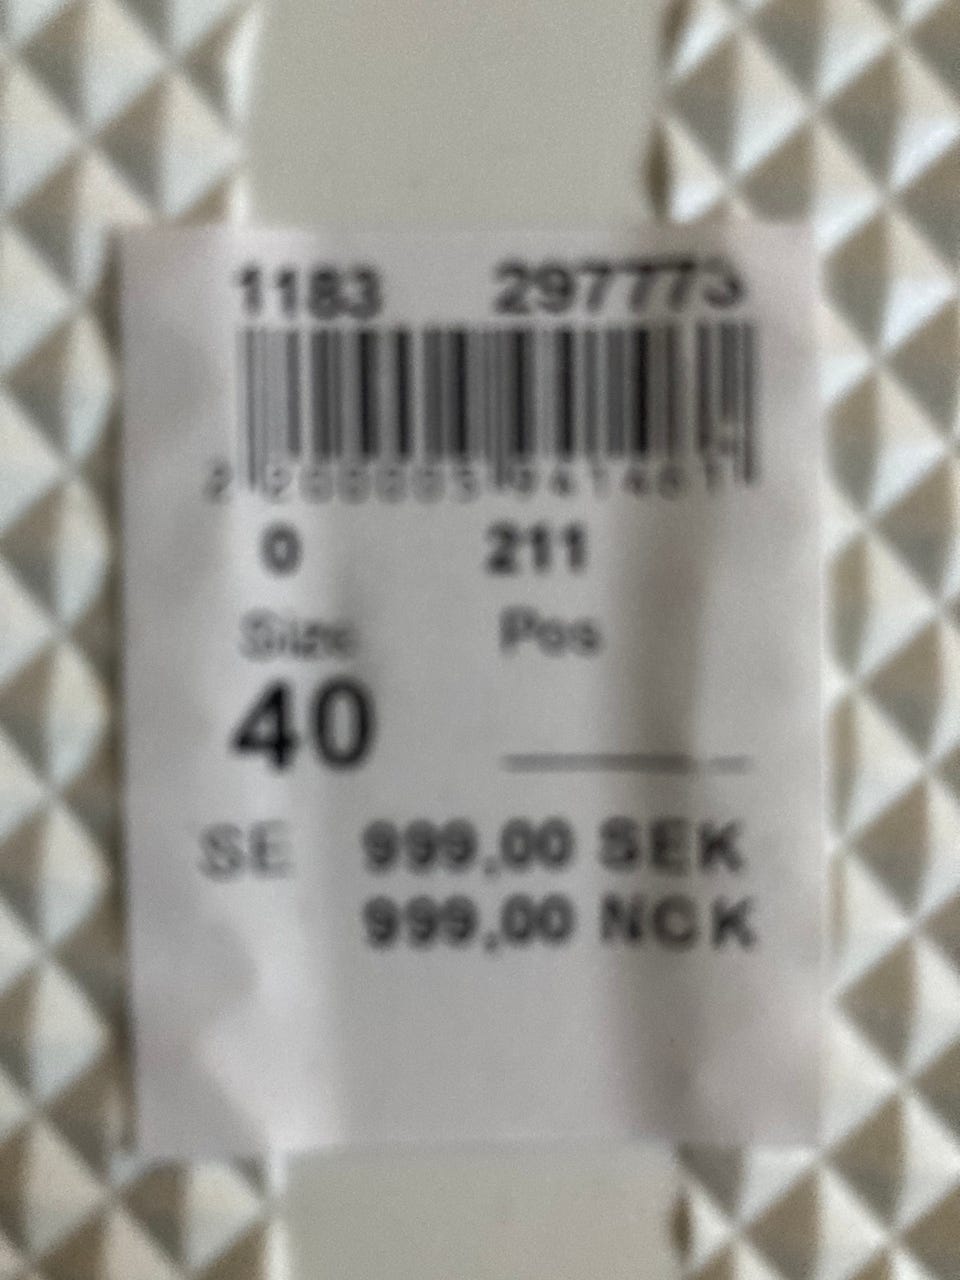 1183 297773
0 211
Size Pos
40
SE 999,00 SEK
999,00 NCK